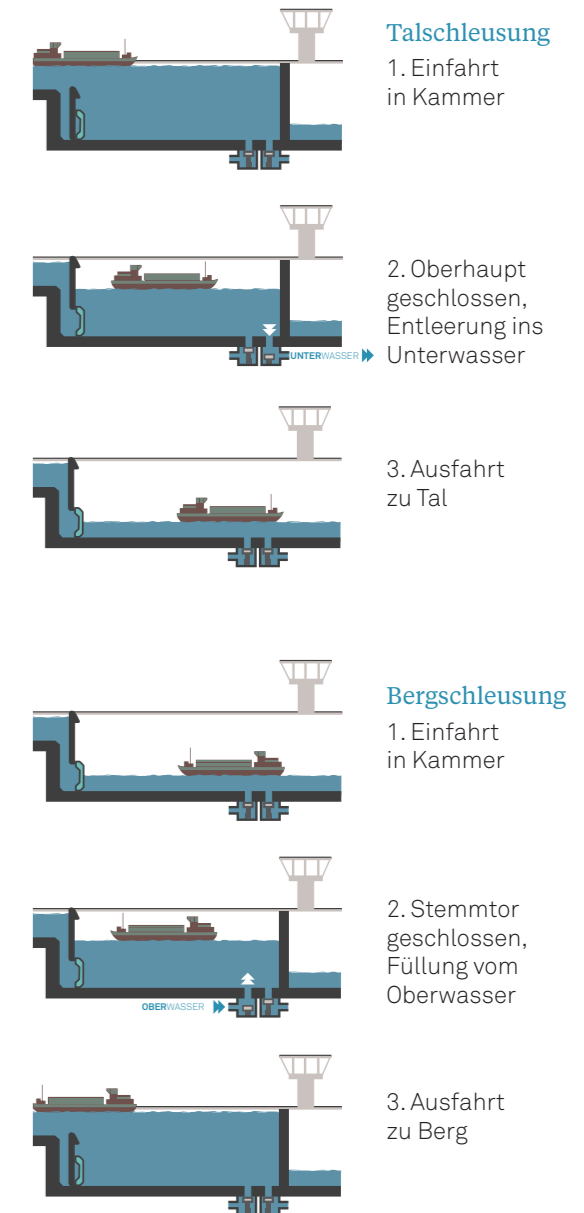 Talschleusung
1. Einfahrt
in Kammer
2. Oberhaupt
geschlossen,
Entleerung ins
Unterwasser
UNTERWASSER
3. Ausfahrt
zu Tal
Bergschleusung
1. Einfahrt
in Kammer
2. Stemmtor
geschlossen,
Füllung vom
Oberwasser
OBERWASSER
3. Ausfahrt
zu Berg